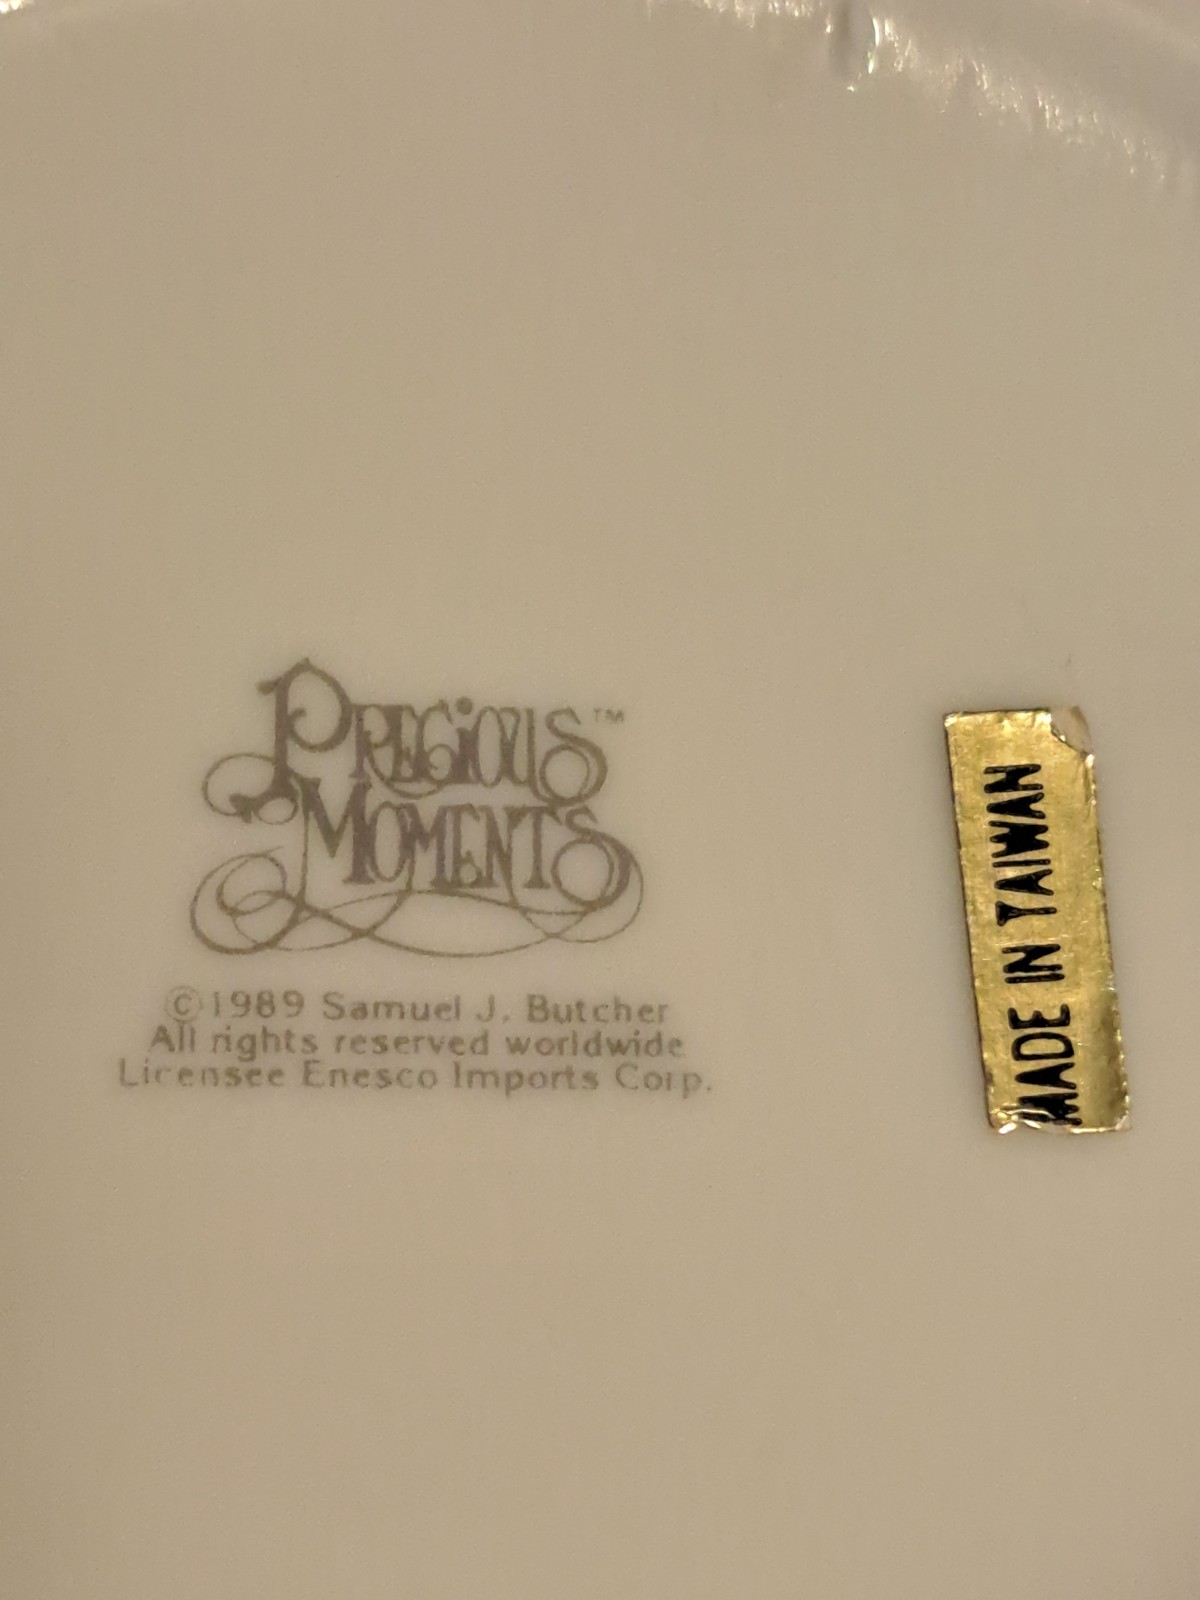 PRECIOUS™
MOMENTS
©1989 Samuel J. Butcher
All rights reserved worldwide
Licensee Enesco Imports Corp.
MADE IN TAIWAN